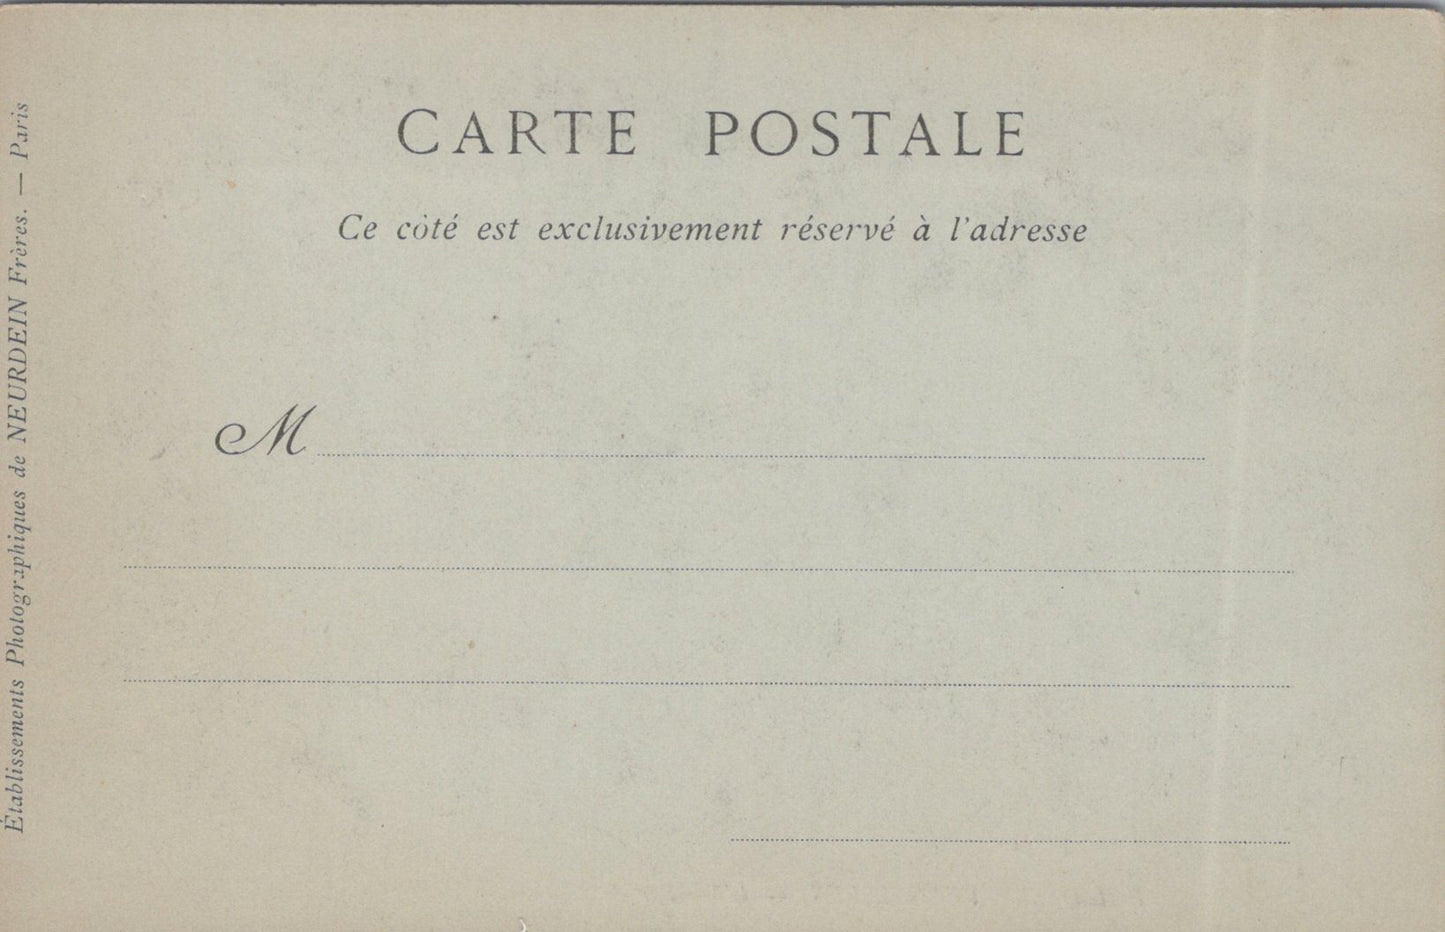 CARTE POSTALE
Ce côté est exclusivement réservé à l'adresse
M
Établissements Photographiques de NEURDEIN Frères. — Paris